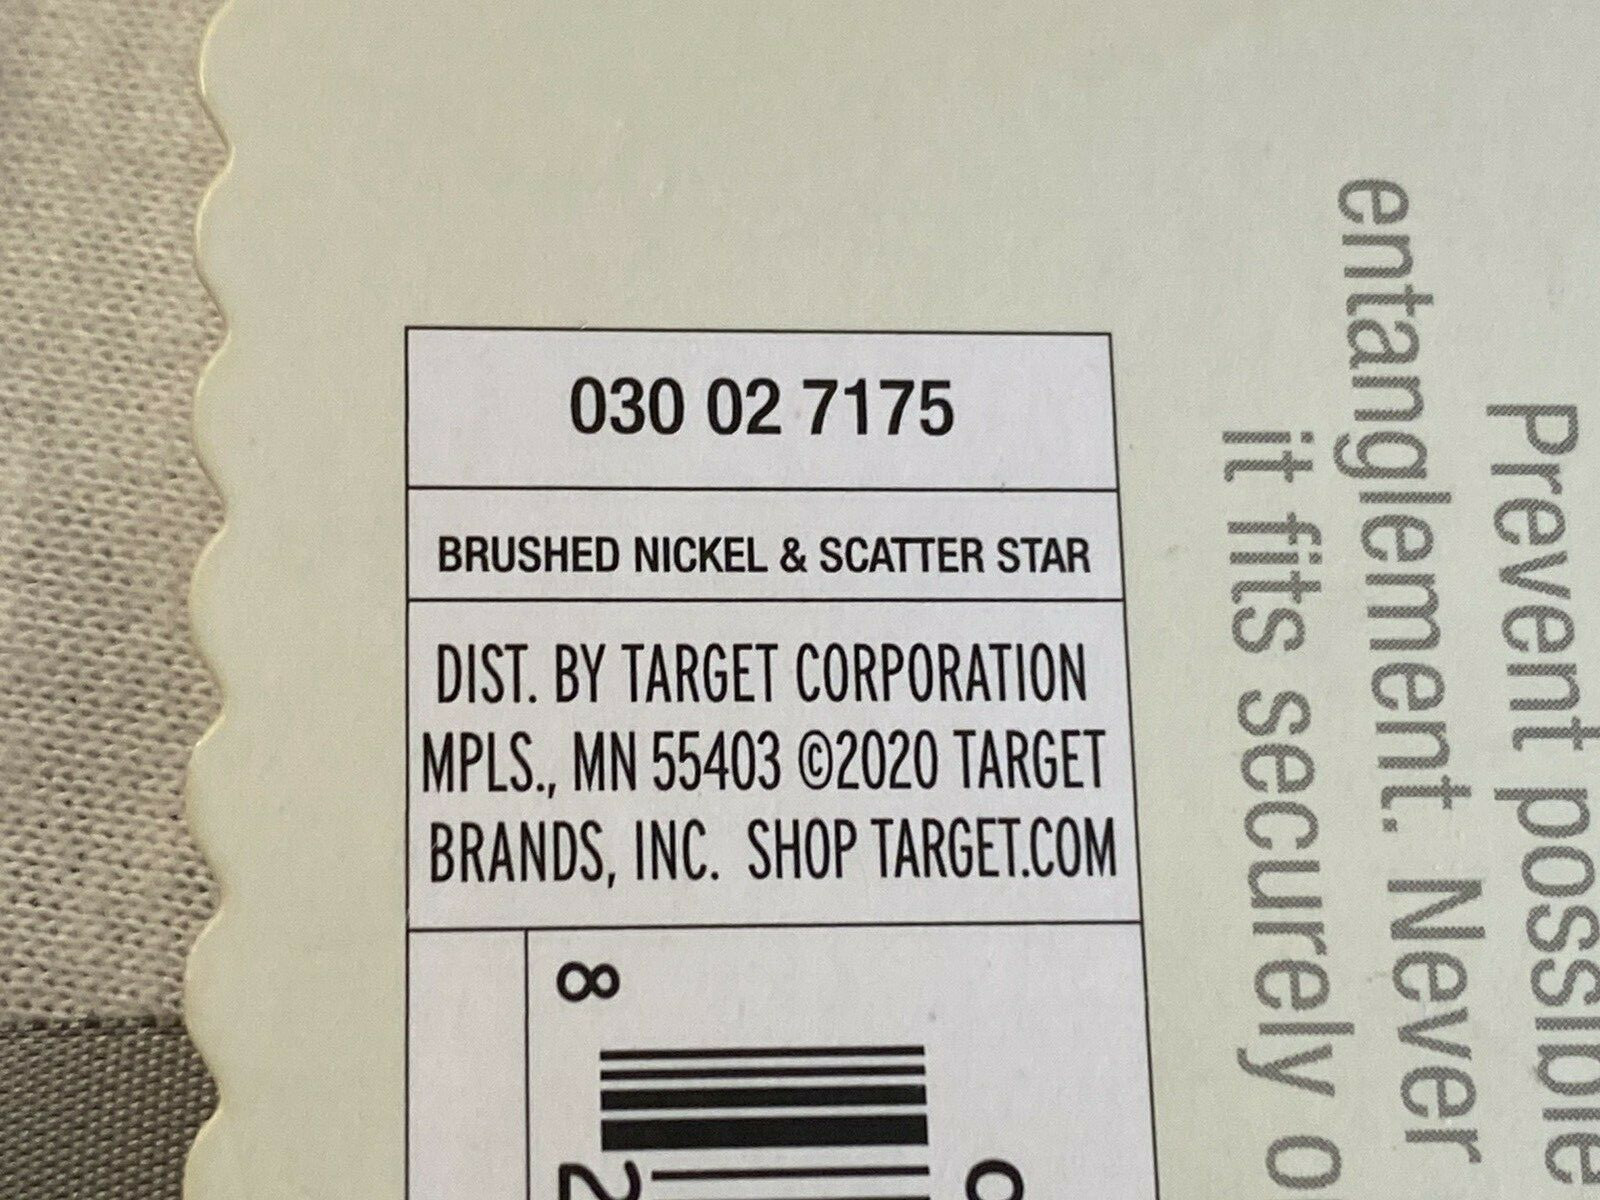 030 02 7175
BRUSHED NICKEL & SCATTER STAR
DIST. BY TARGET CORPORATION
MPLS., MN 55403 ©2020 TARGET
BRANDS, INC. SHOP TARGET.COM
8
2
Prevent possible
entanglement. Never
it fits securely